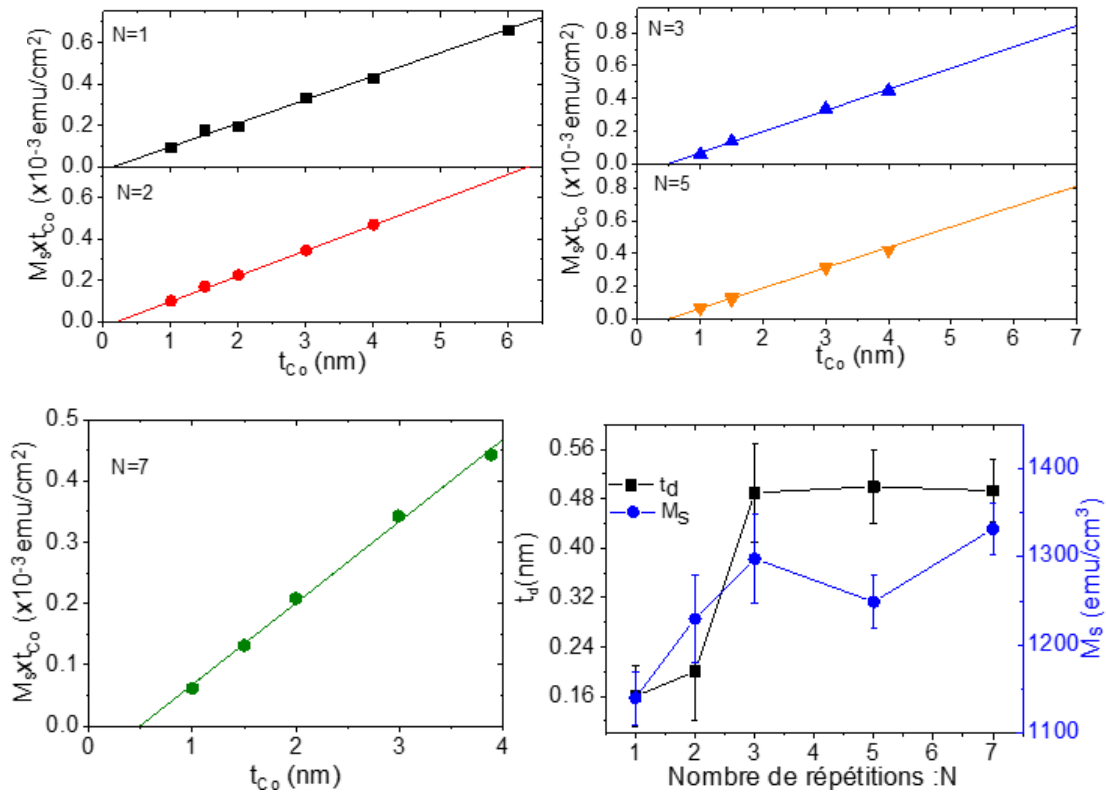 N=1
0.6
0.4
0.2
0.0
N=2
0.6
0.4
0.2
0.0
0 1 2 3 4 5 6
MₛxtCo (x10⁻³ emu/cm²)
tCo (nm)
N=3
0.8
0.6
0.4
0.2
0.0
N=5
0.8
0.6
0.4
0.2
0.0
0 1 2 3 4 5 6 7
MₛxtCo (x10⁻³ emu/cm²)
tCo (nm)
N=7
0.5
0.4
0.3
0.2
0.1
0.0
0 1 2 3 4
MₛxtCo (x10⁻³ emu/cm²)
tCo (nm)
td
MS
0.56
0.48
0.40
0.32
0.24
0.16
td(nm)
1400
1300
1200
1100
Ms (emu/cm³)
1 2 3 4 5 6 7
Nombre de répétitions :N